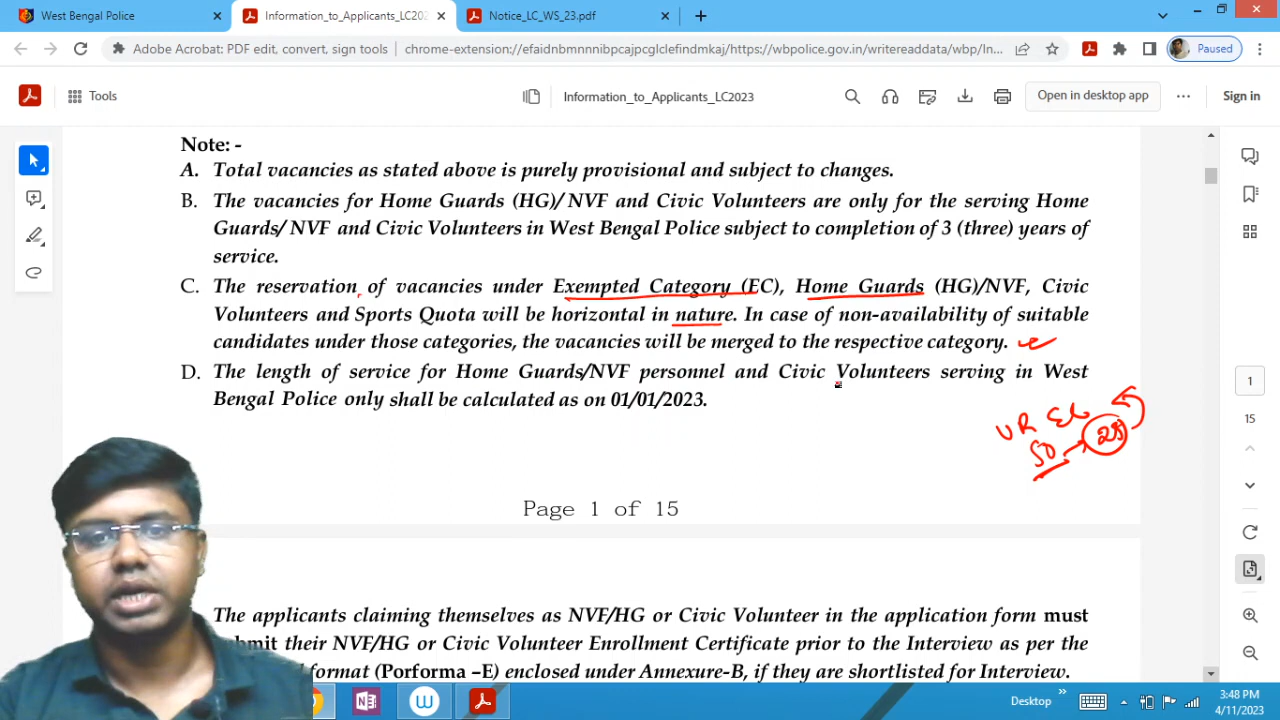 West Bengal Police
Information_to_Applicants_LC202
Notice_LC_WS_23.pdf
Adobe Acrobat: PDF edit, convert, sign tools
chrome-extension://efaidnbmnnnibpcajpcglclefindmkaj/https://wbpolice.gov.in/writereaddata/wbp/In...
Paused
Tools
Information_to_Applicants_LC2023
Open in desktop app
Sign in
Note: -
A. Total vacancies as stated above is purely provisional and subject to changes.
B. The vacancies for Home Guards (HG)/ NVF and Civic Volunteers are only for the serving Home
Guards/ NVF and Civic Volunteers in West Bengal Police subject to completion of 3 (three) years of
service.
C. The reservation of vacancies under Exempted Category (EC), Home Guards (HG)/NVF, Civic
Volunteers and Sports Quota will be horizontal in nature. In case of non-availability of suitable
candidates under those categories, the vacancies will be merged to the respective category.
D. The length of service for Home Guards/NVF personnel and Civic Volunteers serving in West
Bengal Police only shall be calculated as on 01/01/2023.
UR
50
Page 1 of 15
The applicants claiming themselves as NVF/HG or Civic Volunteer in the application form must
their NVF/HG or Civic Volunteer Enrollment Certificate prior to the Interview as per the
format (Porforma –E) enclosed under Annexure-B, if they are shortlisted for Interview.
1
15
Desktop
3:48 PM
4/11/2023